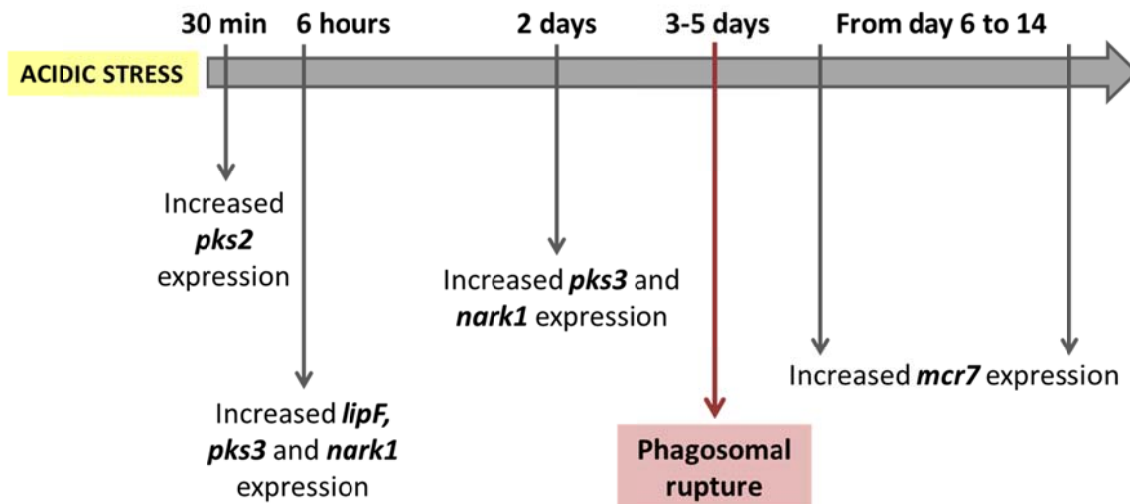 30 min
6 hours
2 days
3-5 days
From day 6 to 14
ACIDIC STRESS
Increased
pks2
expression
Increased lipF,
pks3 and nark1
expression
Increased pks3 and
nark1 expression
Phagosomal
rupture
Increased mcr7 expression